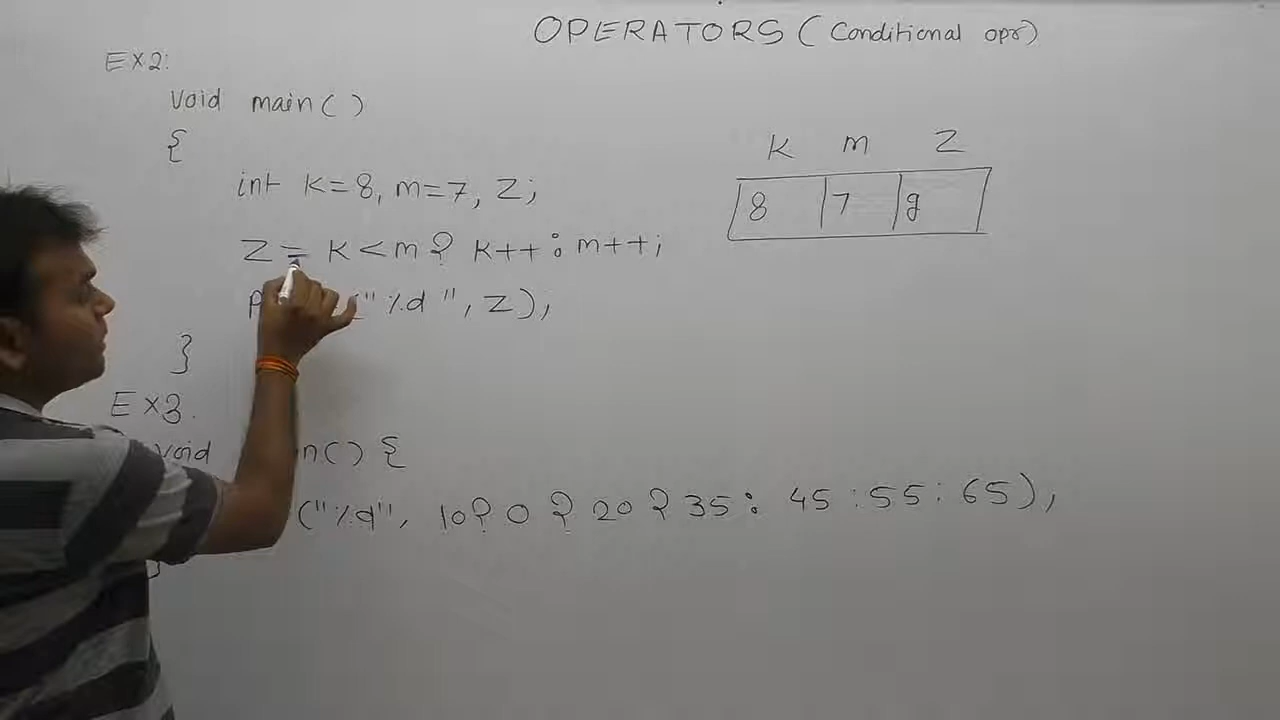 OPERATORS (Conditional opr)
Ex2:
void main( )
{
int k=8, m=7, Z;
Z = k<m? k++ : m++;
("%d", Z);
}
Ex3.
void n() {
("%d", 10? 0 ? 20 ? 35 : 45 : 55 : 65);
}
K m Z
8 7 g